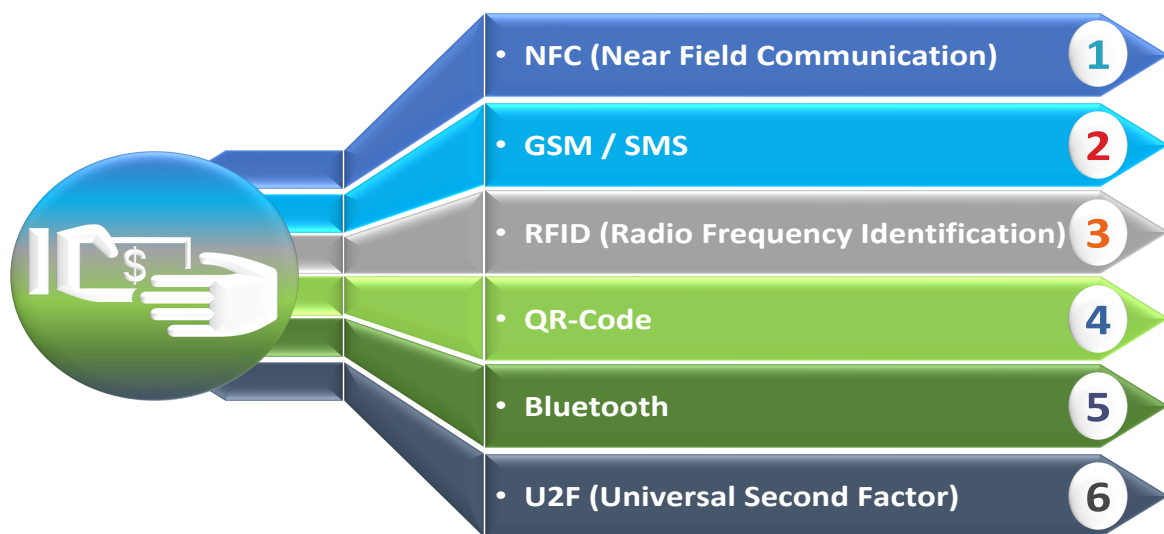 • NFC (Near Field Communication) 1
• GSM / SMS 2
• RFID (Radio Frequency Identification) 3
• QR-Code 4
• Bluetooth 5
• U2F (Universal Second Factor) 6
$